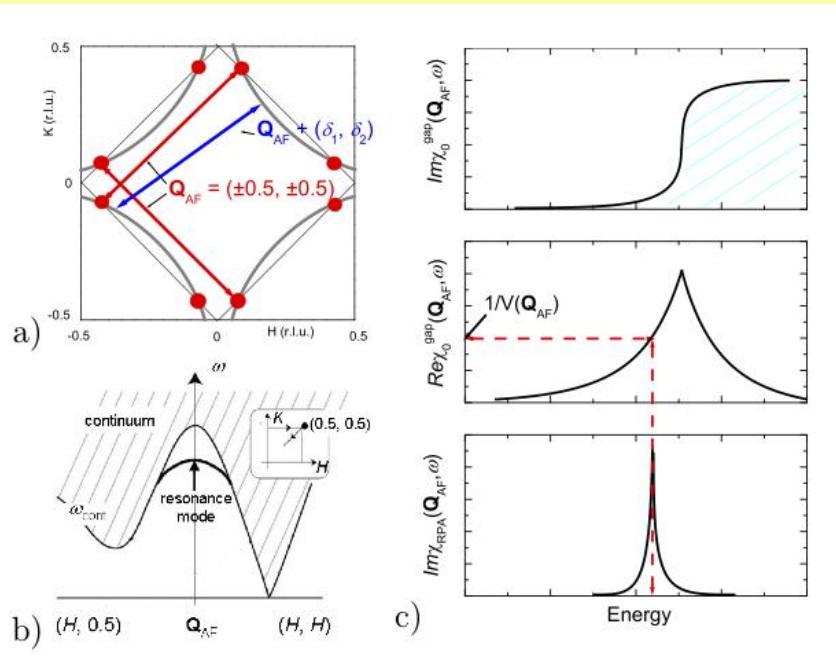 0.5
K (r.l.u.)
0
-0.5
-0.5
0
H (r.l.u.)
0.5
Q_AF + (δ₁, δ₂)
Q_AF = (±0.5, ±0.5)
a)
ω
continuum
K
(0.5, 0.5)
H
resonance
mode
ω_cont
(H, 0.5)
Q_AF
(H, H)
b)
Imχ₀^gap(Q_AF,ω)
1/V(Q_AF)
Reχ₀^gap(Q_AF,ω)
Imχ_RPA(Q_AF,ω)
Energy
c)